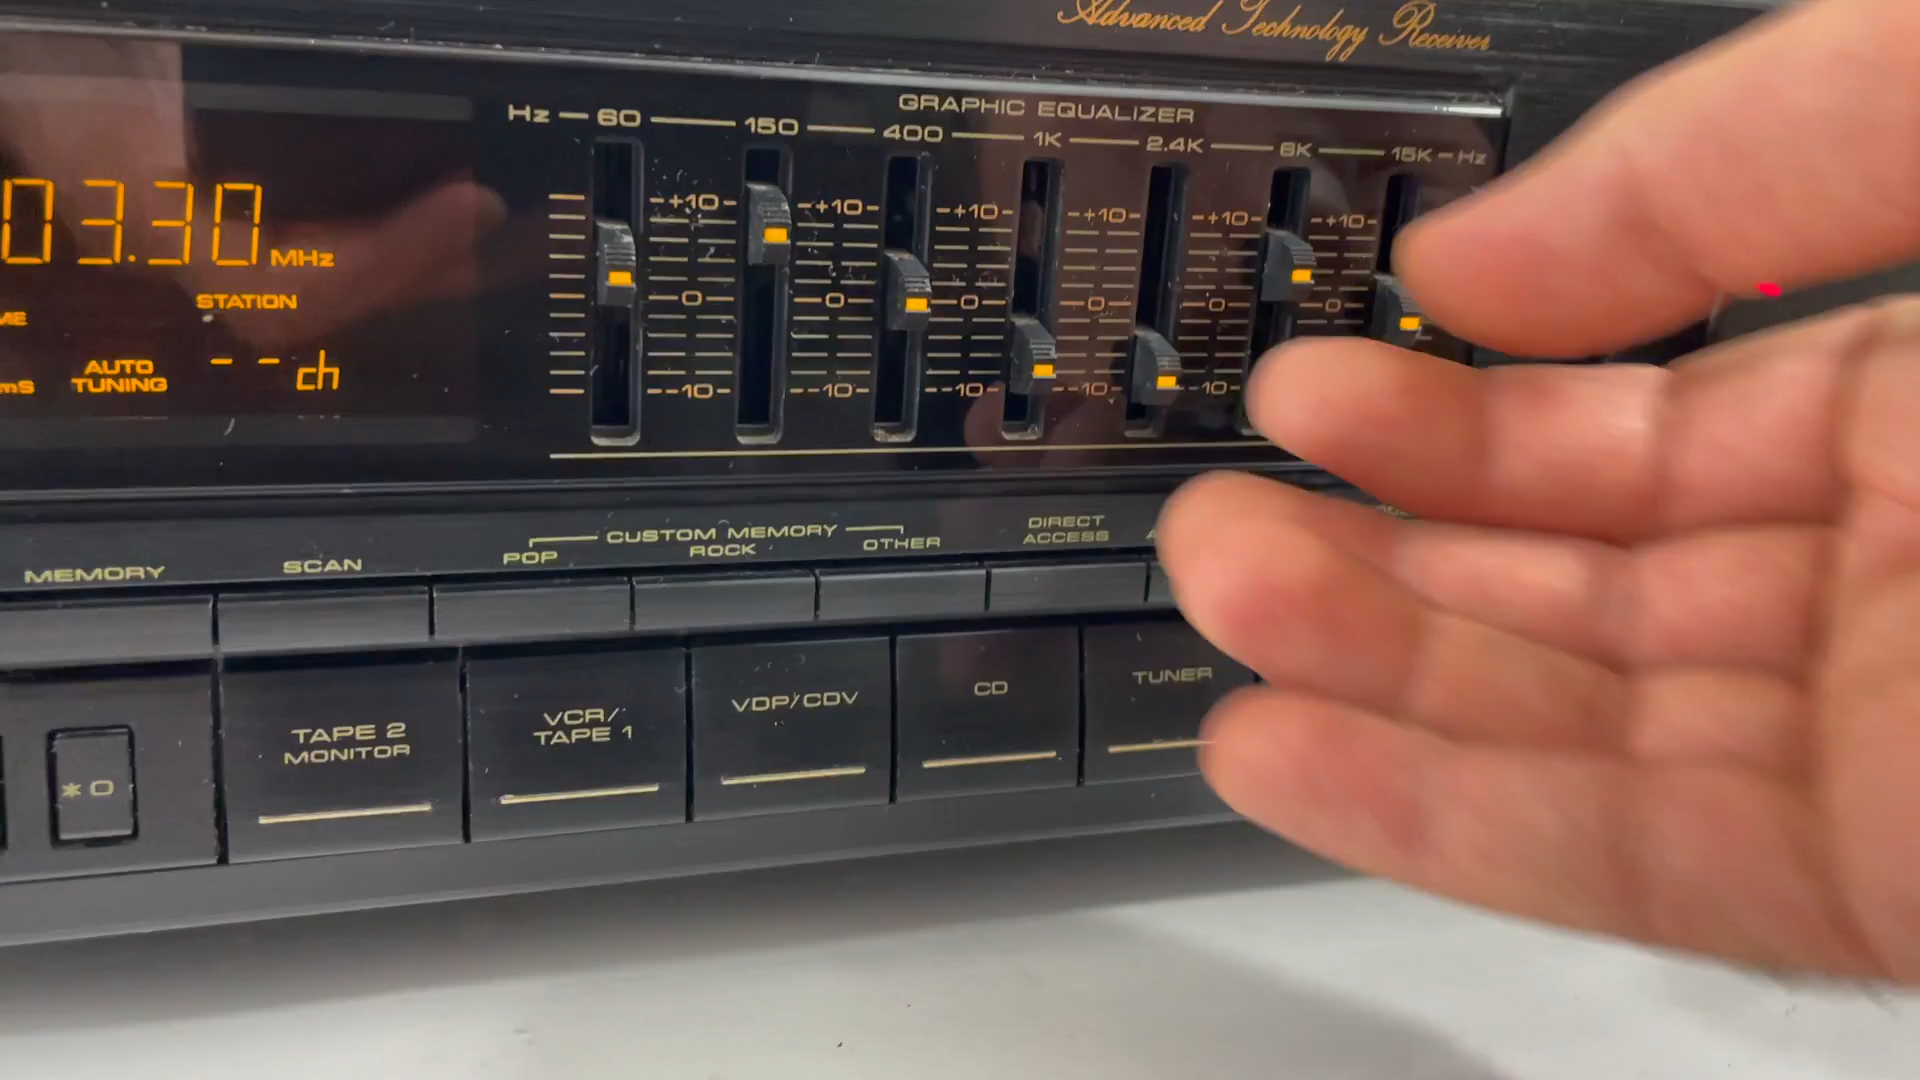 Advanced Technology Receiver
GRAPHIC EQUALIZER
Hz 60 150 400 1K 2.4K 6K 15K Hz
+10 +10 +10 +10 +10 +10
0 0 0 0 0 0
-10 -10 -10 -10 -10
03.30 MHz
STATION
AUTO TUNING
-- ch
mS
CUSTOM MEMORY
MEMORY SCAN POP ROCK OTHER
DIRECT ACCESS
*0
TAPE 2 MONITOR
VCR/ TAPE 1
VDP/CDV
CD
TUNER